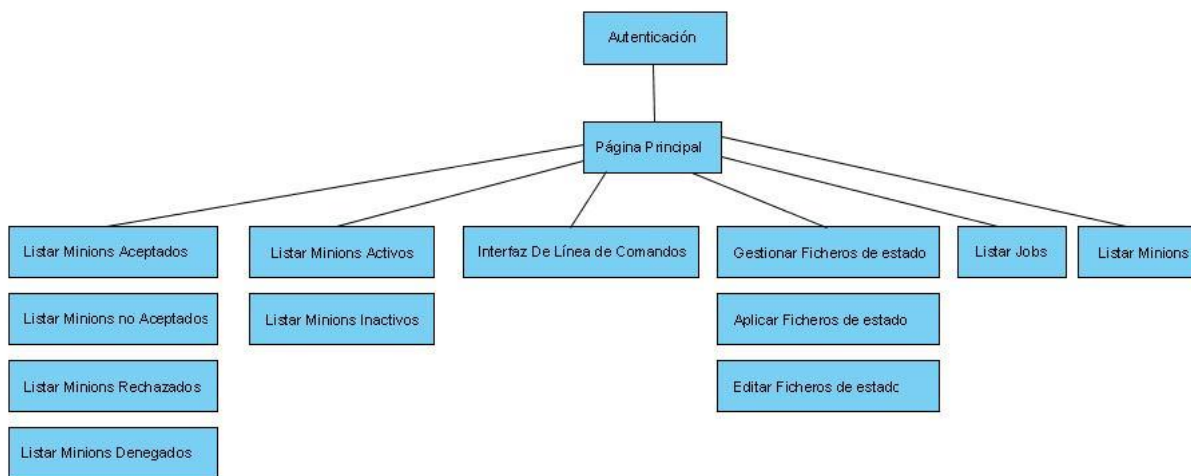 Autenticación
Página Principal
Listar Minions Aceptados
Listar Minions Activos
Interfaz De Línea de Comandos
Gestionar Ficheros de estado
Listar Jobs
Listar Minions
Listar Minions no Aceptados
Listar Minions Inactivos
Aplicar Ficheros de estado
Listar Minions Rechazados
Editar Ficheros de estado
Listar Minions Denegados